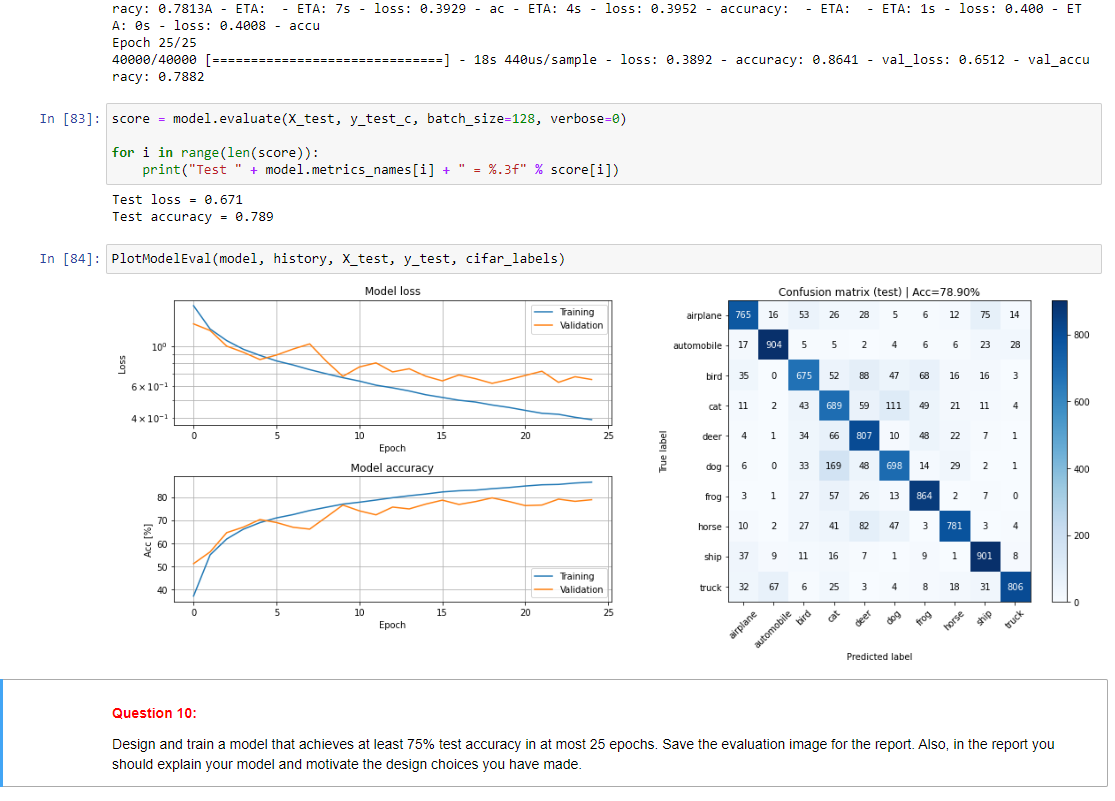 racy: 0.7813A - ETA:  - ETA: 7s - loss: 0.3929 - ac - ETA: 4s - loss: 0.3952 - accuracy:  - ETA:  - ETA: 1s - loss: 0.400 - ET
A: 0s - loss: 0.4008 - accu
Epoch 25/25
40000/40000 [==============================] - 18s 440us/sample - loss: 0.3892 - accuracy: 0.8641 - val_loss: 0.6512 - val_accu
racy: 0.7882
In [83]: score = model.evaluate(X_test, y_test_c, batch_size=128, verbose=0)
for i in range(len(score)):
    print("Test " + model.metrics_names[i] + " = %.3f" % score[i])
Test loss = 0.671
Test accuracy = 0.789
In [84]: PlotModelEval(model, history, X_test, y_test, cifar_labels)
Model loss
Training
Validation
Loss
10⁰
6 × 10⁻¹
4 × 10⁻¹
0 5 10 15 20 25
Epoch
Model accuracy
Acc [%]
80
70
60
50
40
Training
Validation
0 5 10 15 20 25
Epoch
Confusion matrix (test) | Acc=78.90%
True label
airplane 765 16 53 26 28 5 6 12 75 14
automobile 17 904 5 5 2 4 6 6 23 28
bird 35 0 675 52 88 47 68 16 16 3
cat 11 2 43 689 59 111 49 21 11 4
deer 4 1 34 66 807 10 48 22 7 1
dog 6 0 33 169 48 698 14 29 2 1
frog 3 1 27 57 26 13 864 2 7 0
horse 10 2 27 41 82 47 3 781 3 4
ship 37 9 11 16 7 1 9 1 901 8
truck 32 67 6 25 3 4 8 18 31 806
airplane automobile bird cat deer dog frog horse ship truck
Predicted label
800
600
400
200
0
Question 10:
Design and train a model that achieves at least 75% test accuracy in at most 25 epochs. Save the evaluation image for the report. Also, in the report you
should explain your model and motivate the design choices you have made.